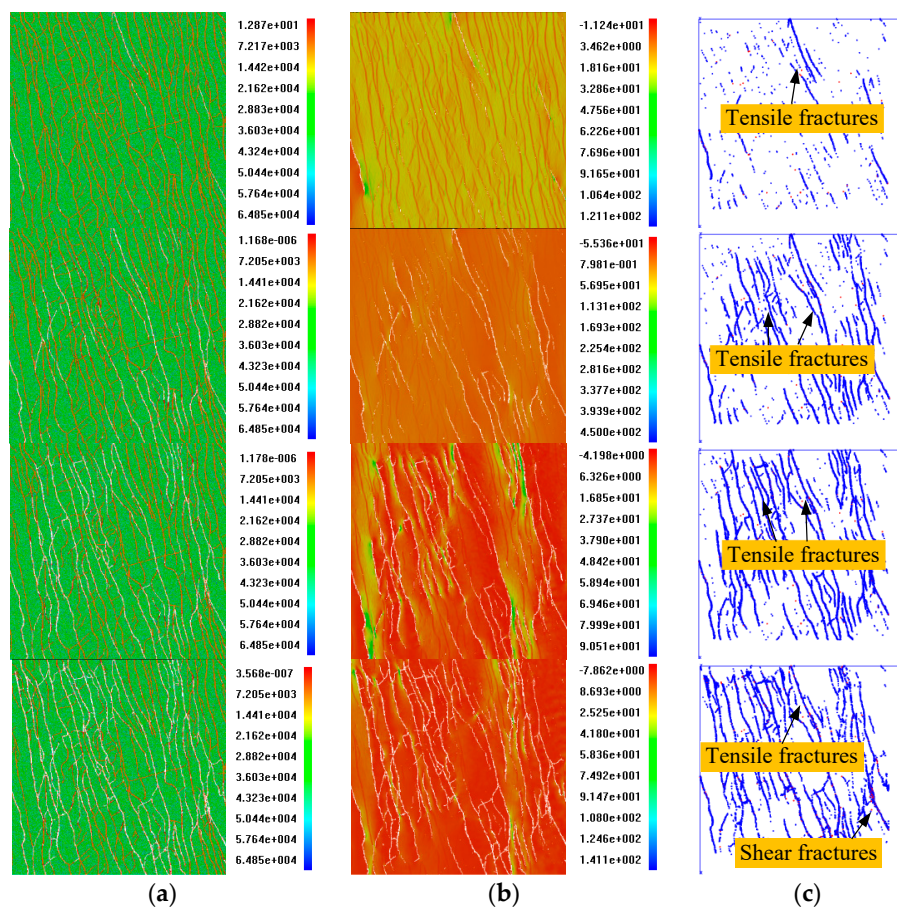 1.287e+001
7.217e+003
1.442e+004
2.162e+004
2.883e+004
3.603e+004
4.324e+004
5.044e+004
5.764e+004
6.485e+004
-1.124e+001
3.462e+000
1.816e+001
3.286e+001
4.756e+001
6.226e+001
7.696e+001
9.165e+001
1.064e+002
1.211e+002
Tensile fractures
1.168e-006
7.205e+003
1.441e+004
2.162e+004
2.882e+004
3.603e+004
4.323e+004
5.044e+004
5.764e+004
6.485e+004
-5.536e+001
7.981e-001
5.695e+001
1.131e+002
1.693e+002
2.254e+002
2.816e+002
3.377e+002
3.939e+002
4.500e+002
Tensile fractures
1.178e-006
7.205e+003
1.441e+004
2.162e+004
2.882e+004
3.603e+004
4.323e+004
5.044e+004
5.764e+004
6.485e+004
-4.198e+000
6.326e+000
1.685e+001
2.737e+001
3.790e+001
4.842e+001
5.894e+001
6.946e+001
7.999e+001
9.051e+001
Tensile fractures
3.568e-007
7.205e+003
1.441e+004
2.162e+004
2.882e+004
3.603e+004
4.323e+004
5.044e+004
5.764e+004
6.485e+004
-7.862e+000
8.693e+000
2.525e+001
4.180e+001
5.836e+001
7.492e+001
9.147e+001
1.080e+002
1.246e+002
1.411e+002
Tensile fractures
Shear fractures
(a)
(b)
(c)